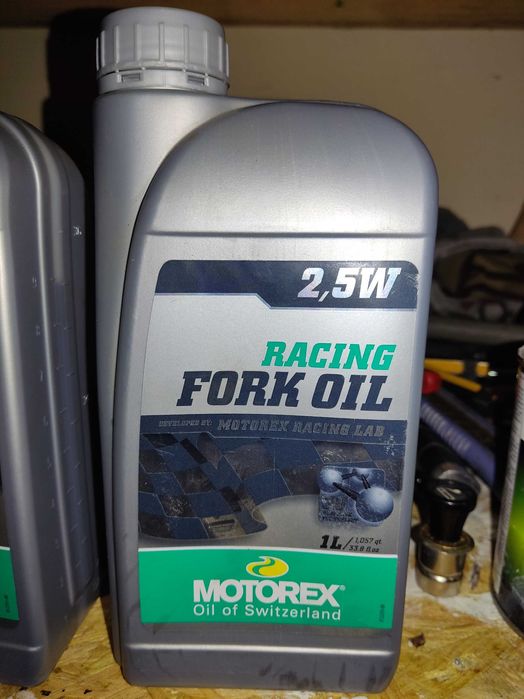 2,5W
RACING
FORK OIL
DEVELOPED BY: MOTOREX RACING LAB
1L/1,057 qt.
33.8 fl.oz
MOTOREX®
Oil of Switzerland